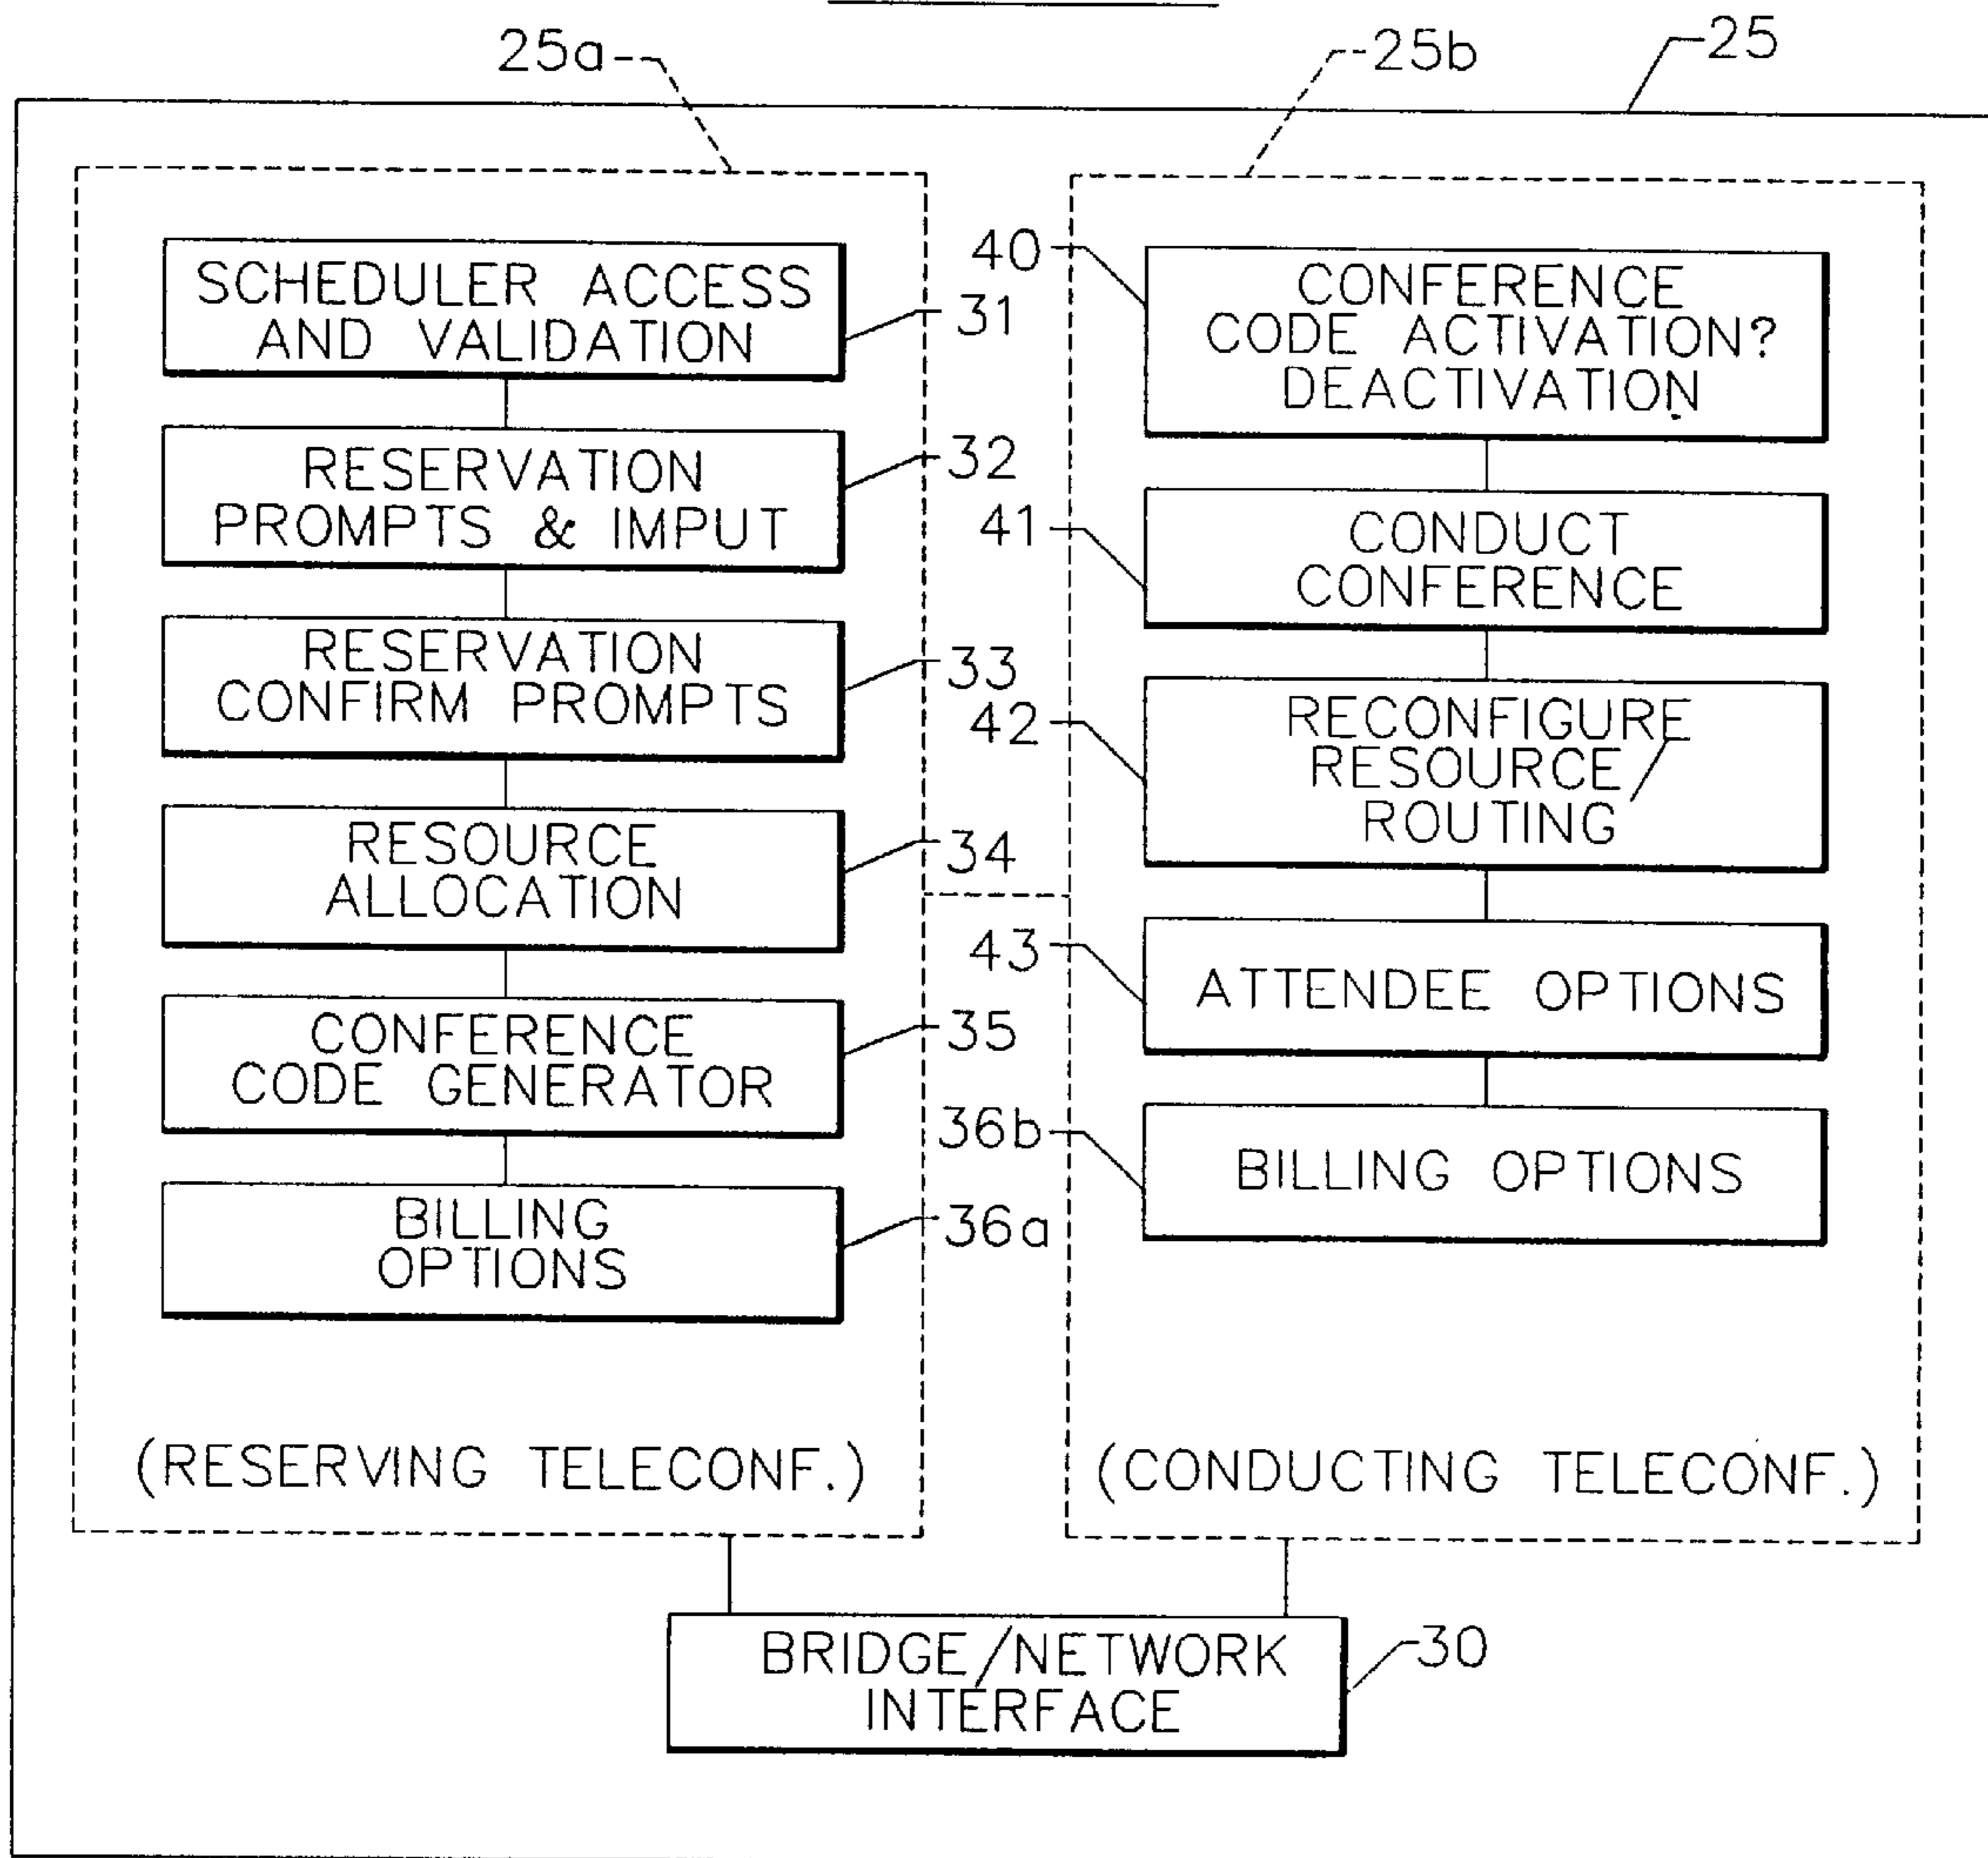 25a
25b
25
SCHEDULER ACCESS
AND VALIDATION
31
RESERVATION
PROMPTS & IMPUT
32
RESERVATION
CONFIRM PROMPTS
33
RESOURCE
ALLOCATION
34
CONFERENCE
CODE GENERATOR
35
BILLING
OPTIONS
36a
(RESERVING TELECONF.)
40
CONFERENCE
CODE ACTIVATION?
DEACTIVATION
41
CONDUCT
CONFERENCE
42
RECONFIGURE
RESOURCE /
ROUTING
43
ATTENDEE OPTIONS
36b
BILLING OPTIONS
(CONDUCTING TELECONF.)
BRIDGE/NETWORK
INTERFACE
30